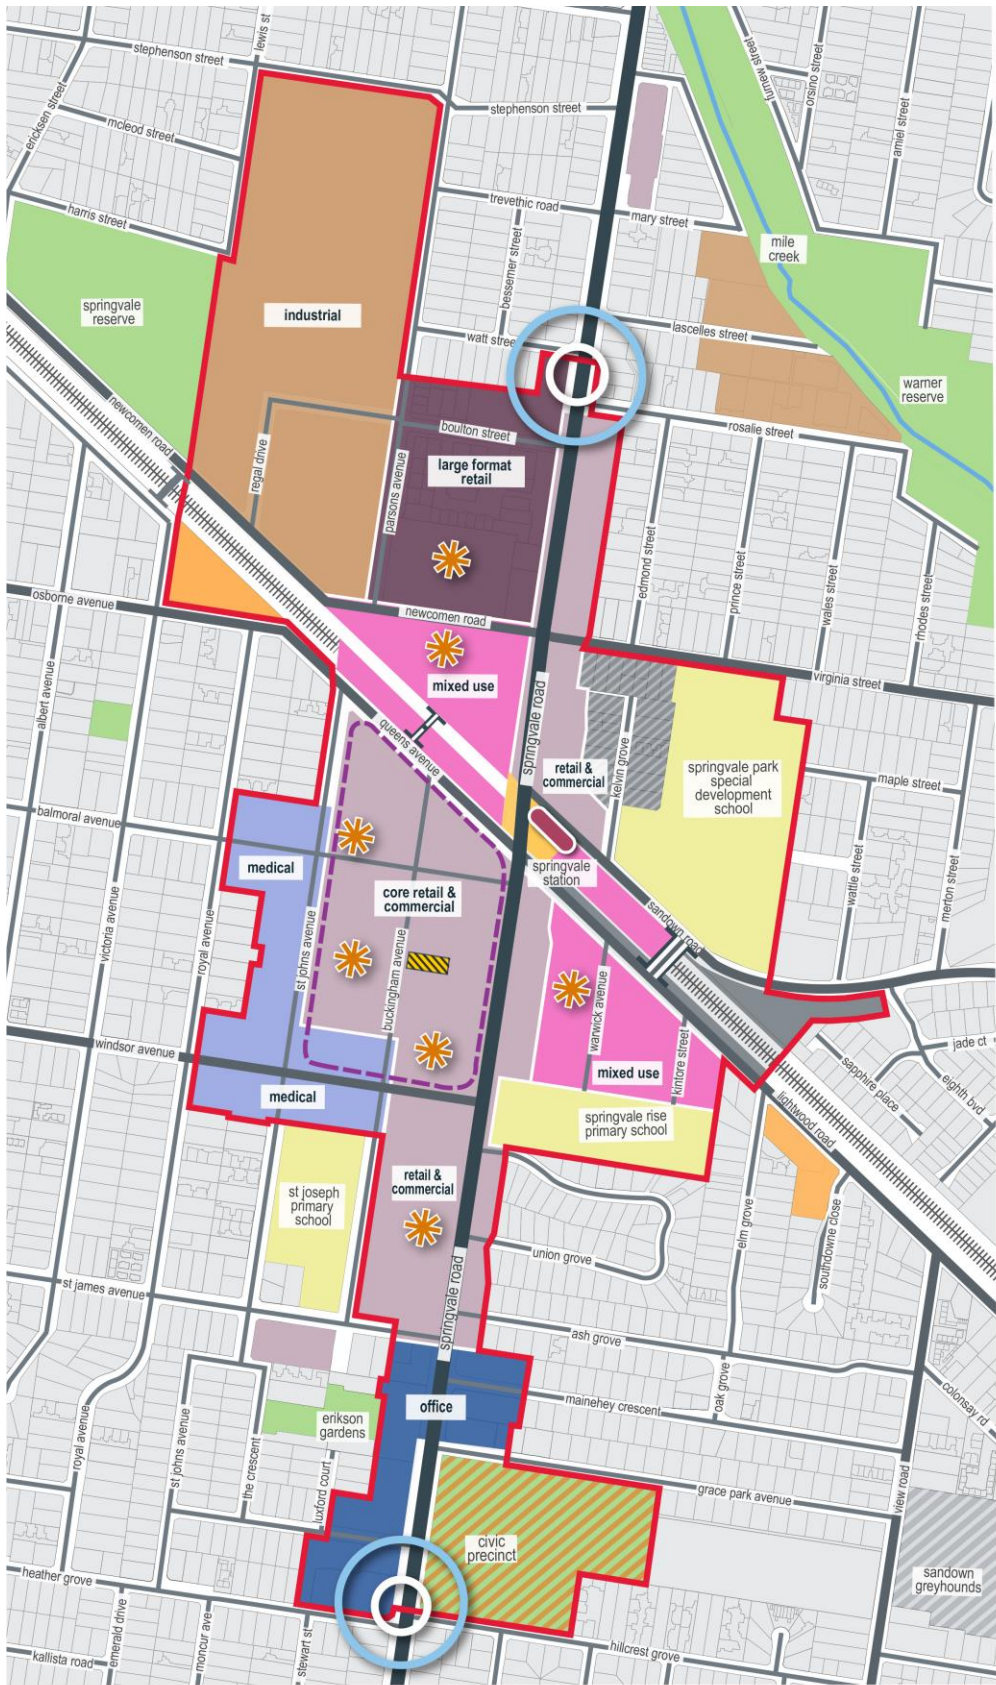 lewis st
stephenson street
ericksen street
mcleod street
stephenson street
furnew street
orsino street
amiel street
harris street
trevethic road
mary street
bessemer street
mile
creek
springvale
reserve
industrial
watt street
lascelles street
warner
reserve
newcomen road
regal drive
parsons avenue
boulton street
large format
retail
rosalie street
edmond street
prince street
wales street
rhodes street
osborne avenue
newcomen road
virginia street
albert avenue
mixed use
queens avenue
springvale road
retail &
commercial
kelvin grove
springvale park
special
development
school
maple street
balmoral avenue
medical
springvale
station
wattle street
merton street
victoria avenue
royal avenue
st johns avenue
core retail &
commercial
buckingham avenue
sandown road
warwick avenue
windsor avenue
medical
mixed use
kintore street
jade ct
sapphire place
eighth bvd
lightwood road
springvale rise
primary school
retail &
commercial
st joseph
primary
school
elm grove
southdowne close
union grove
springvale road
st james avenue
ash grove
oak grove
mainehey crescent
colonsay rd
office
erikson
gardens
royal avenue
st johns avenue
the crescent
luxford court
grace park avenue
view road
civic
precinct
sandown
greyhounds
heather grove
emerald drive
moncur ave
stewart st
hillcrest grove
kallista road